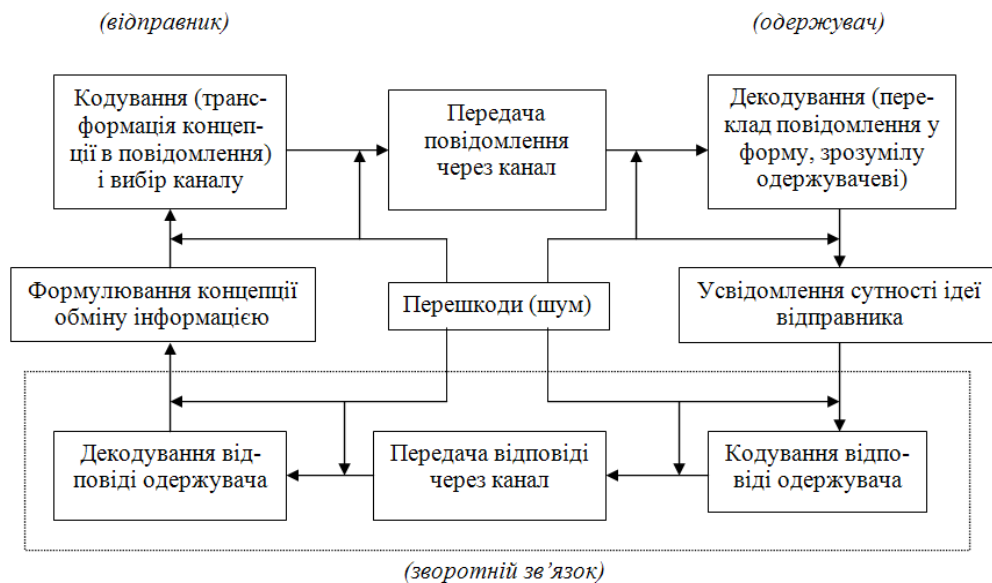 (відправник)
(одержувач)
Кодування (транс-
формація концеп-
ції в повідомлення)
і вибір каналу
Передача
повідомлення
через канал
Декодування (пере-
клад повідомлення у
форму, зрозумілу
одержувачеві)
Формулювання концепції
обміну інформацією
Перешкоди (шум)
Усвідомлення сутності ідеї
відправника
Декодування від-
повіді одержувача
Передача відповіді
через канал
Кодування відпо-
віді одержувача
(зворотній зв’язок)